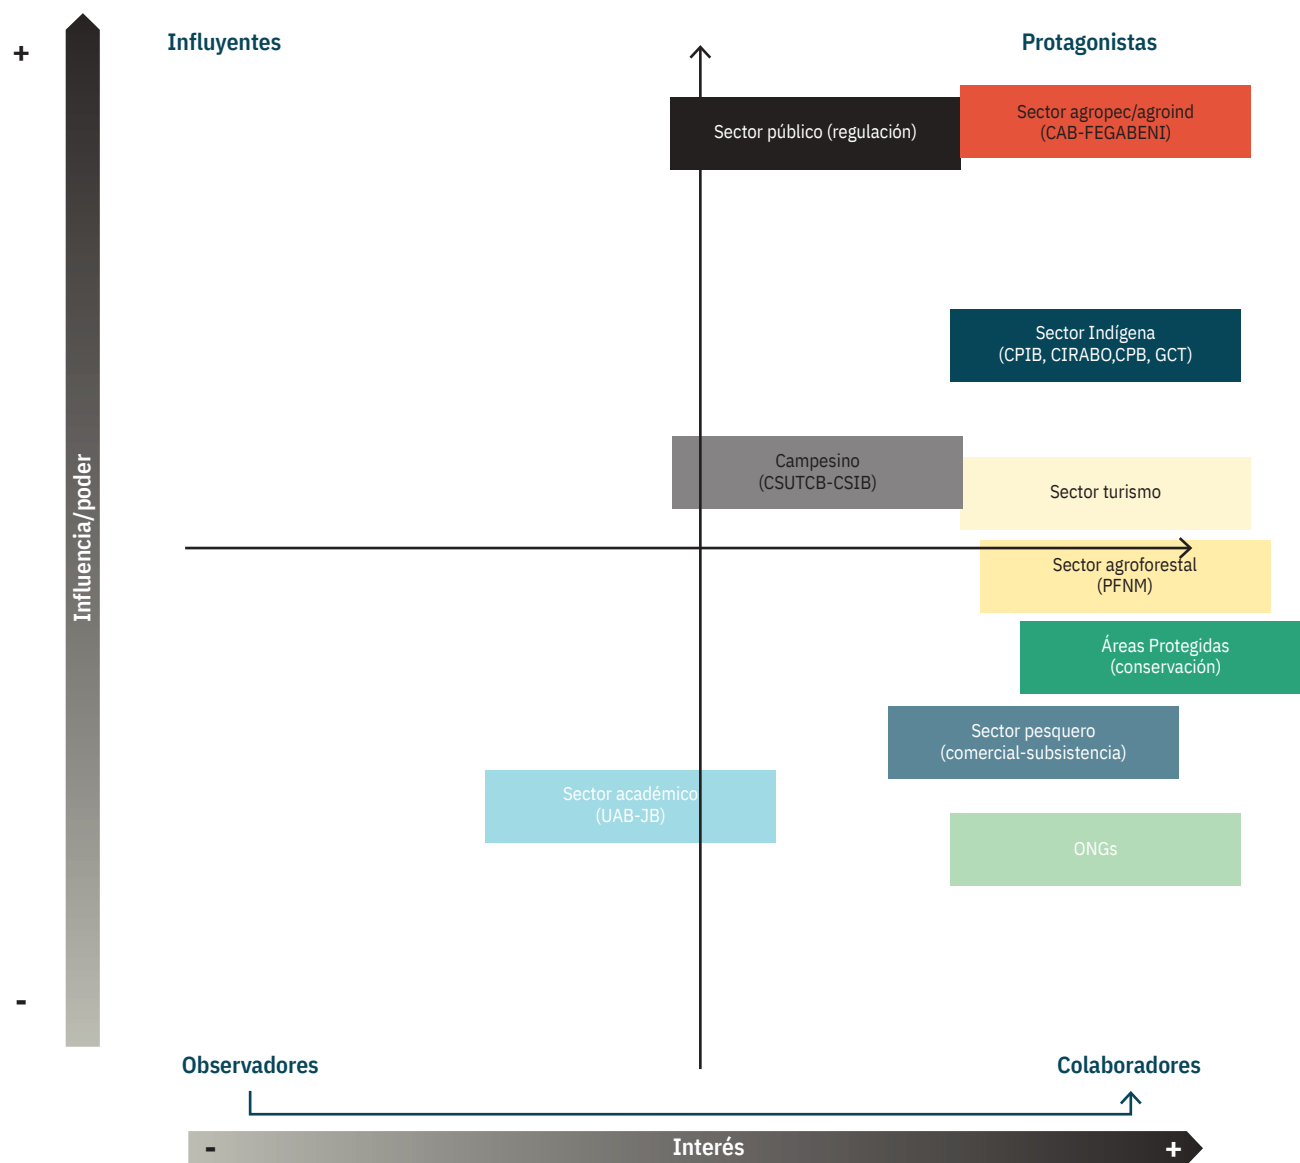 +
Influyentes
Protagonistas
Sector público (regulación)
Sector agropec/agroind
(CAB-FEGABENI)
Sector Indígena
(CPIB, CIRABO,CPB, GCT)
Campesino
(CSUTCB-CSIB)
Sector turismo
Influencia/poder
Sector agroforestal
(PFNM)
Áreas Protegidas
(conservación)
Sector pesquero
(comercial-subsistencia)
Sector académico
(UAB-JB)
ONGs
-
Observadores
Colaboradores
- Interés +